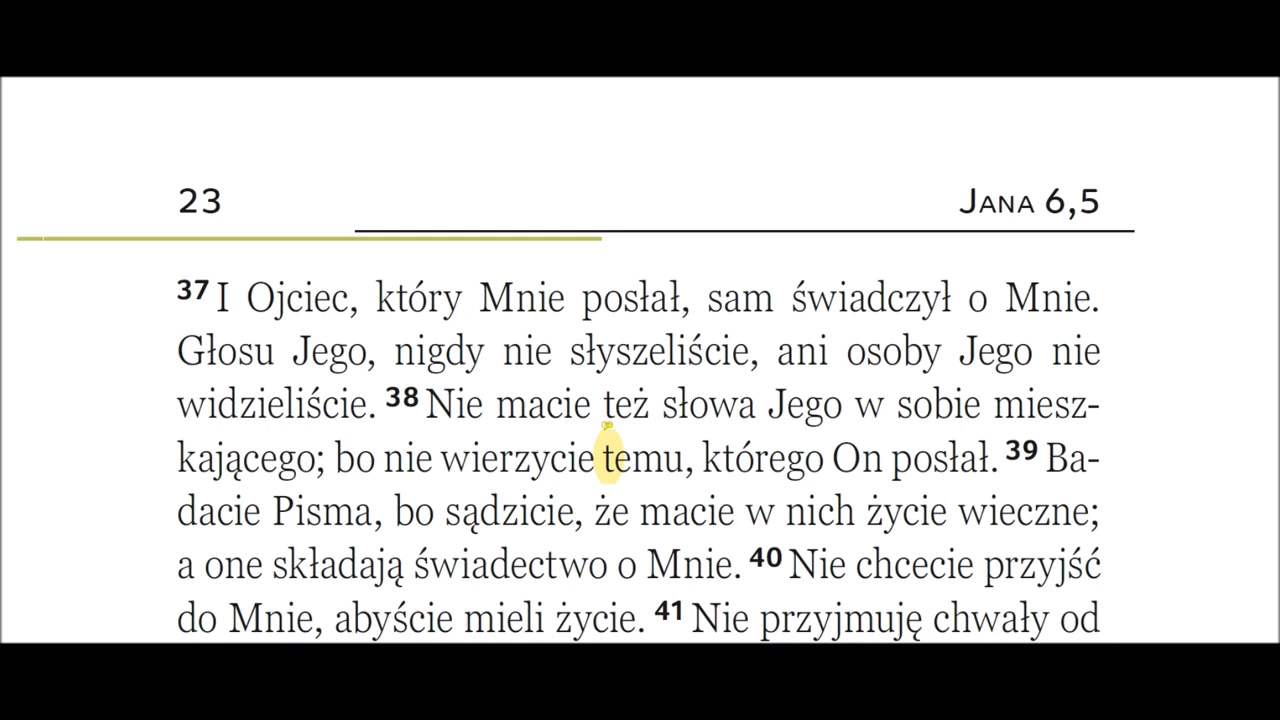 23 Jana 6,5
37 I Ojciec, który Mnie posłał, sam świadczył o Mnie.
Głosu Jego, nigdy nie słyszeliście, ani osoby Jego nie
widzieliście. 38 Nie macie też słowa Jego w sobie miesz-
kającego; bo nie wierzycie temu, którego On posłał. 39 Ba-
dacie Pisma, bo sądzicie, że macie w nich życie wieczne;
a one składają świadectwo o Mnie. 40 Nie chcecie przyjść
do Mnie, abyście mieli życie. 41 Nie przyjmuję chwały od